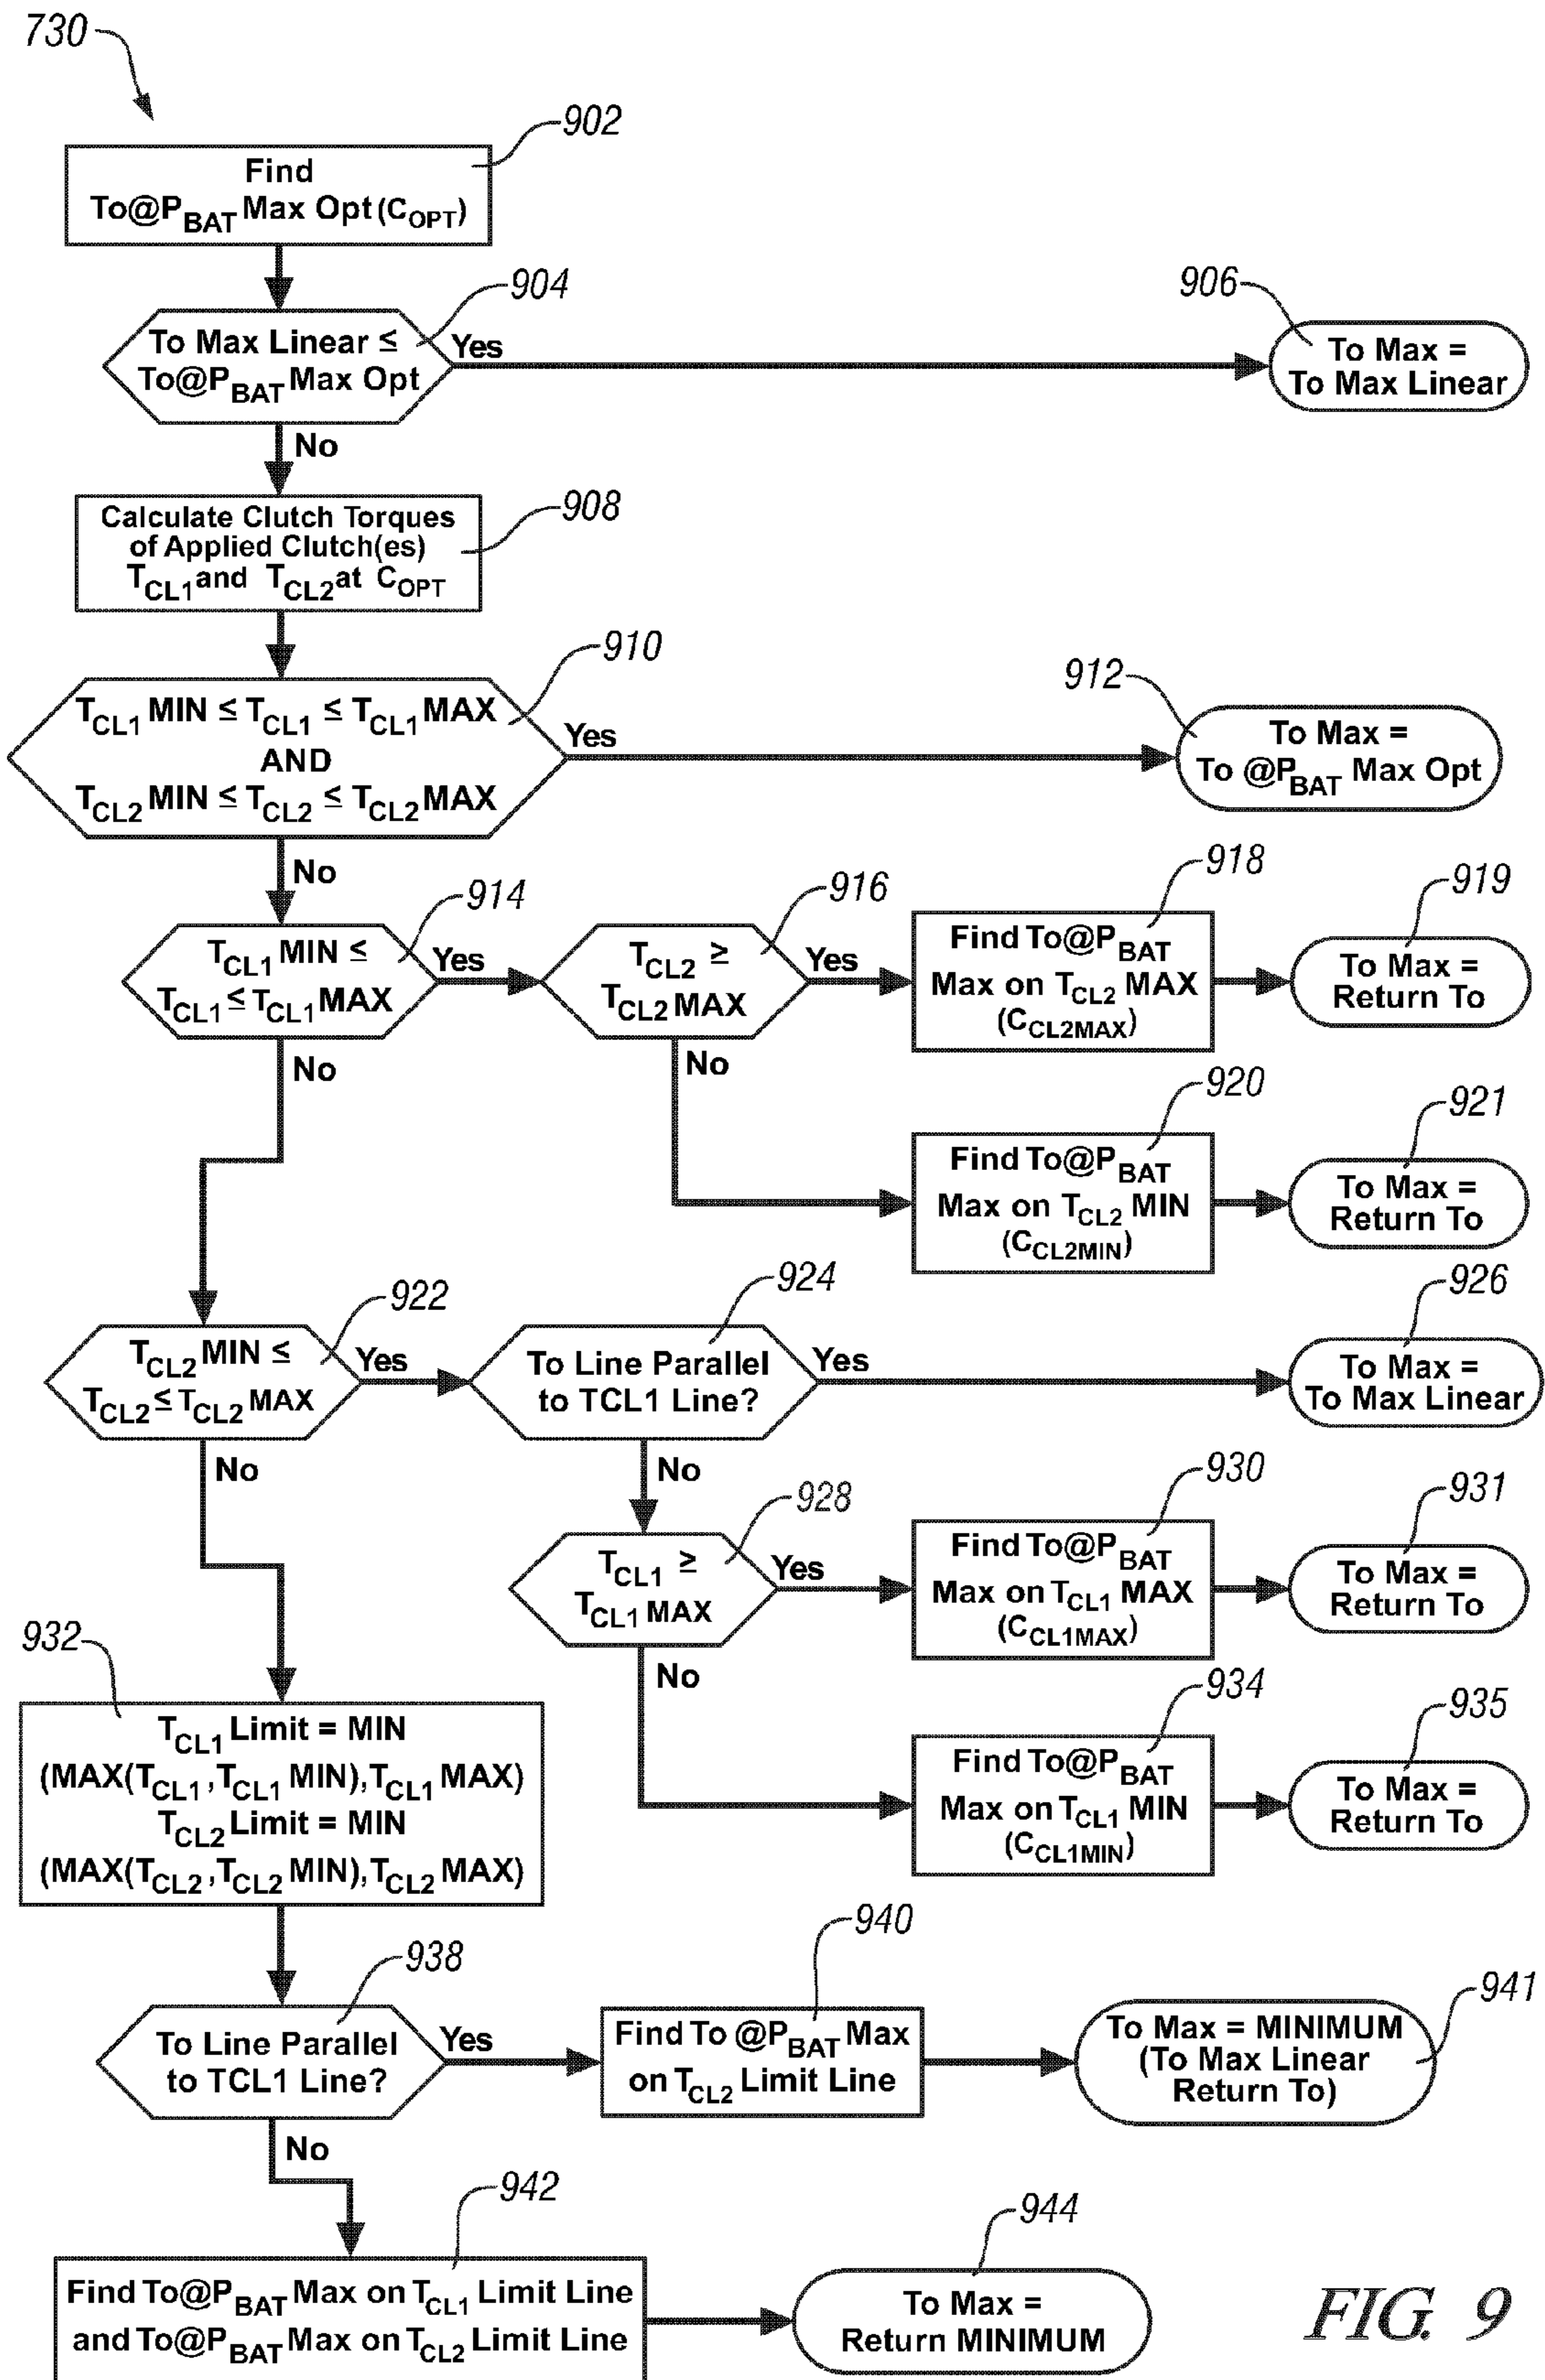 730
902
Find
To@PBAT Max Opt (COPT)
904
To Max Linear ≤
To@PBAT Max Opt
Yes
906
To Max =
To Max Linear
No
908
Calculate Clutch Torques
of Applied Clutch(es)
TCL1 and TCL2 at COPT
910
TCL1 MIN ≤ TCL1 ≤ TCL1 MAX
AND
TCL2 MIN ≤ TCL2 ≤ TCL2 MAX
Yes
912
To Max =
To @PBAT Max Opt
No
914
TCL1 MIN ≤
TCL1 ≤ TCL1 MAX
Yes
916
TCL2 ≥
TCL2 MAX
Yes
918
Find To@PBAT
Max on TCL2 MAX
(CCL2MAX)
919
To Max =
Return To
No
No
920
Find To@PBAT
Max on TCL2 MIN
(CCL2MIN)
921
To Max =
Return To
922
TCL2 MIN ≤
TCL2 ≤ TCL2 MAX
Yes
924
To Line Parallel
to TCL1 Line?
Yes
926
To Max =
To Max Linear
No
No
928
TCL1 ≥
TCL1 MAX
Yes
930
Find To@PBAT
Max on TCL1 MAX
(CCL1MAX)
931
To Max =
Return To
No
934
Find To@PBAT
Max on TCL1 MIN
(CCL1MIN)
935
To Max =
Return To
932
TCL1 Limit = MIN
(MAX(TCL1,TCL1 MIN),TCL1 MAX)
TCL2 Limit = MIN
(MAX(TCL2,TCL2 MIN),TCL2 MAX)
938
To Line Parallel
to TCL1 Line?
Yes
940
Find To @PBAT Max
on TCL2 Limit Line
941
To Max = MINIMUM
(To Max Linear
Return To)
No
942
Find To@PBAT Max on TCL1 Limit Line
and To@PBAT Max on TCL2 Limit Line
944
To Max =
Return MINIMUM
FIG. 9